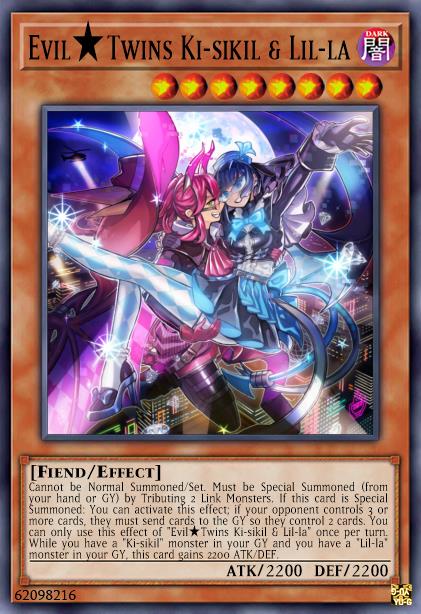 Evil★Twins Ki-sikil & Lil-la
DARK
闇
[Fiend/Effect]
Cannot be Normal Summoned/Set. Must be Special Summoned (from
your hand or GY) by Tributing 2 Link Monsters. If this card is Special
Summoned: You can activate this effect; if your opponent controls 3 or
more cards, they must send cards to the GY so they control 2 cards. You
can only use this effect of "Evil★Twins Ki-sikil & Lil-la" once per turn.
While you have a "Ki-sikil" monster in your GY and you have a "Lil-la"
monster in your GY, this card gains 2200 ATK/DEF.
ATK/2200 DEF/2200
62098216